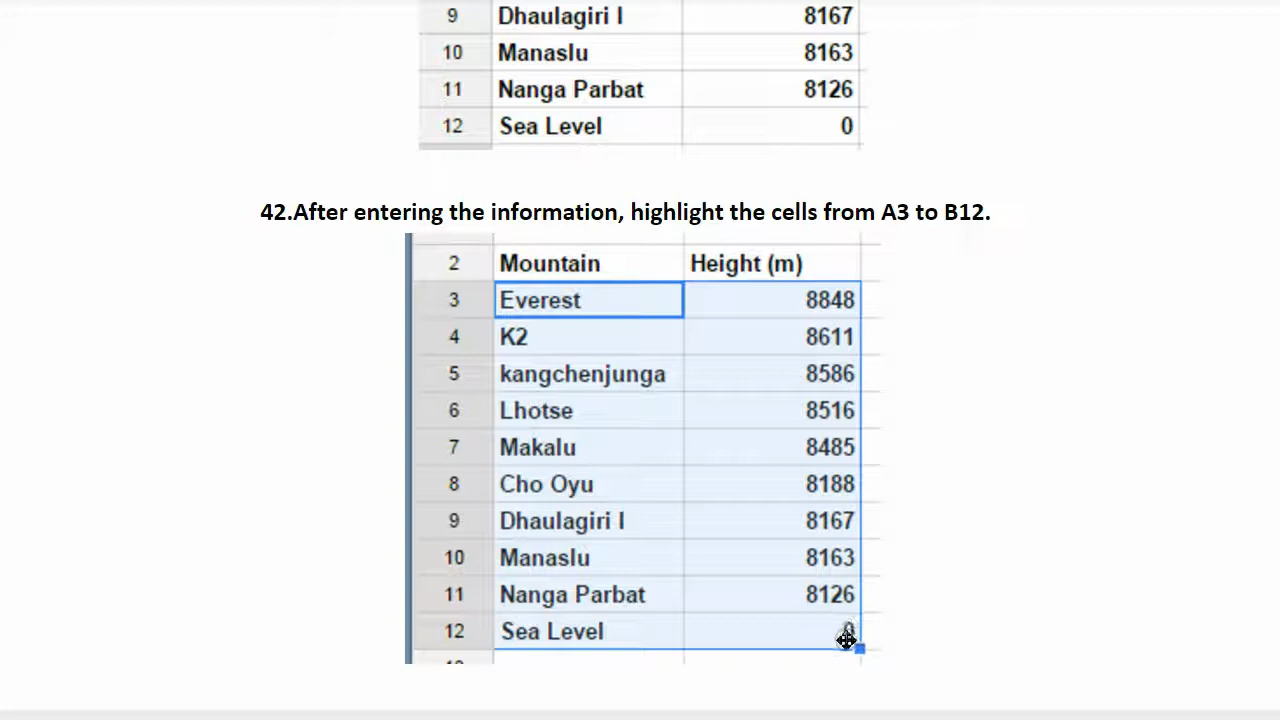 9 Dhaulagiri I 8167
10 Manaslu 8163
11 Nanga Parbat 8126
12 Sea Level 0
42.After entering the information, highlight the cells from A3 to B12.
2 Mountain Height (m)
3 Everest 8848
4 K2 8611
5 kangchenjunga 8586
6 Lhotse 8516
7 Makalu 8485
8 Cho Oyu 8188
9 Dhaulagiri I 8167
10 Manaslu 8163
11 Nanga Parbat 8126
12 Sea Level